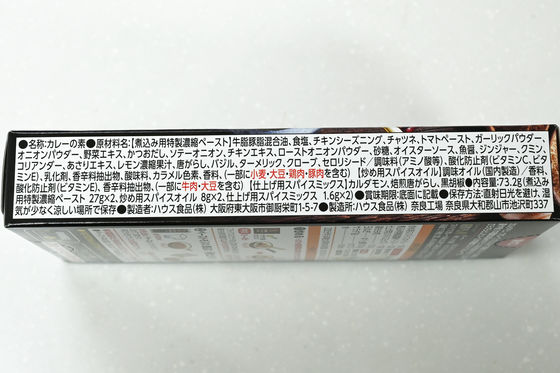 ●名称:カレーの素●原材料名:【煮込み用特製濃縮ペースト】牛脂豚脂混合油、食塩、チキンシーズニング、チャツネ、トマトペースト、ガーリックパウダー、
オニオンパウダー、野菜エキス、かつおだし、ソテーオニオン、チキンエキス、ローストオニオンパウダー、砂糖、オイスターソース、魚醤、ジンジャー、クミン、
コリアンダー、あさりエキス、レモン濃縮果汁、唐がらし、バジル、ターメリック、クローブ、セロリシード/調味料(アミノ酸等)、酸化防止剤(ビタミンC、ビタ
ミンE)、乳化剤、香辛料抽出物、酸味料、カラメル色素、香料、(一部に小麦・大豆・鶏肉・豚肉を含む)【炒め用スパイスオイル】調味オイル(国内製造)/香料、
酸化防止剤(ビタミンE)、香辛料抽出物、(一部に牛肉・大豆を含む)【仕上げ用スパイスミックス】カルダモン、焙煎唐がらし、黒胡椒●内容量:73.2g(煮込み
用特製濃縮ペースト 27g×2、炒め用スパイスオイル 8g×2、仕上げ用スパイスミックス 1.6g×2)●賞味期限:底面に記載●保存方法:直射日光を避け、湿
気が少なく涼しい場所で保存●製造者:ハウス食品(株) 大阪府東大阪市御厨栄町1-5-7●製造所:ハウス食品(株) 奈良工場 奈良県大和郡山市池沢町337